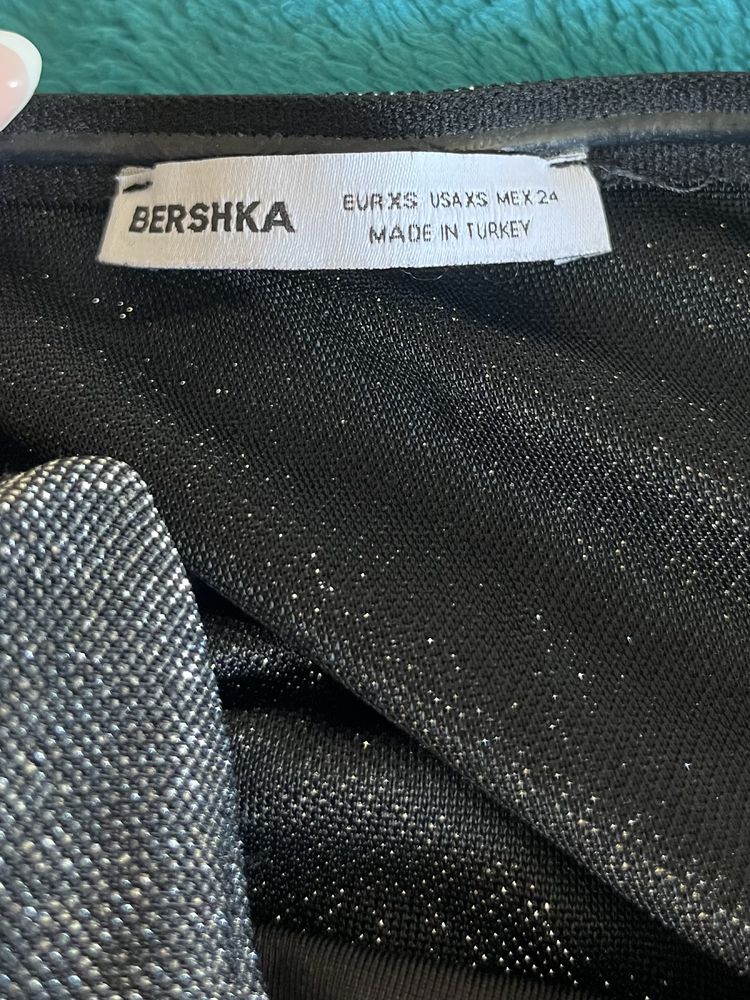 BERSHKA
EUR XS USA XS MEX 24
MADE IN TURKEY